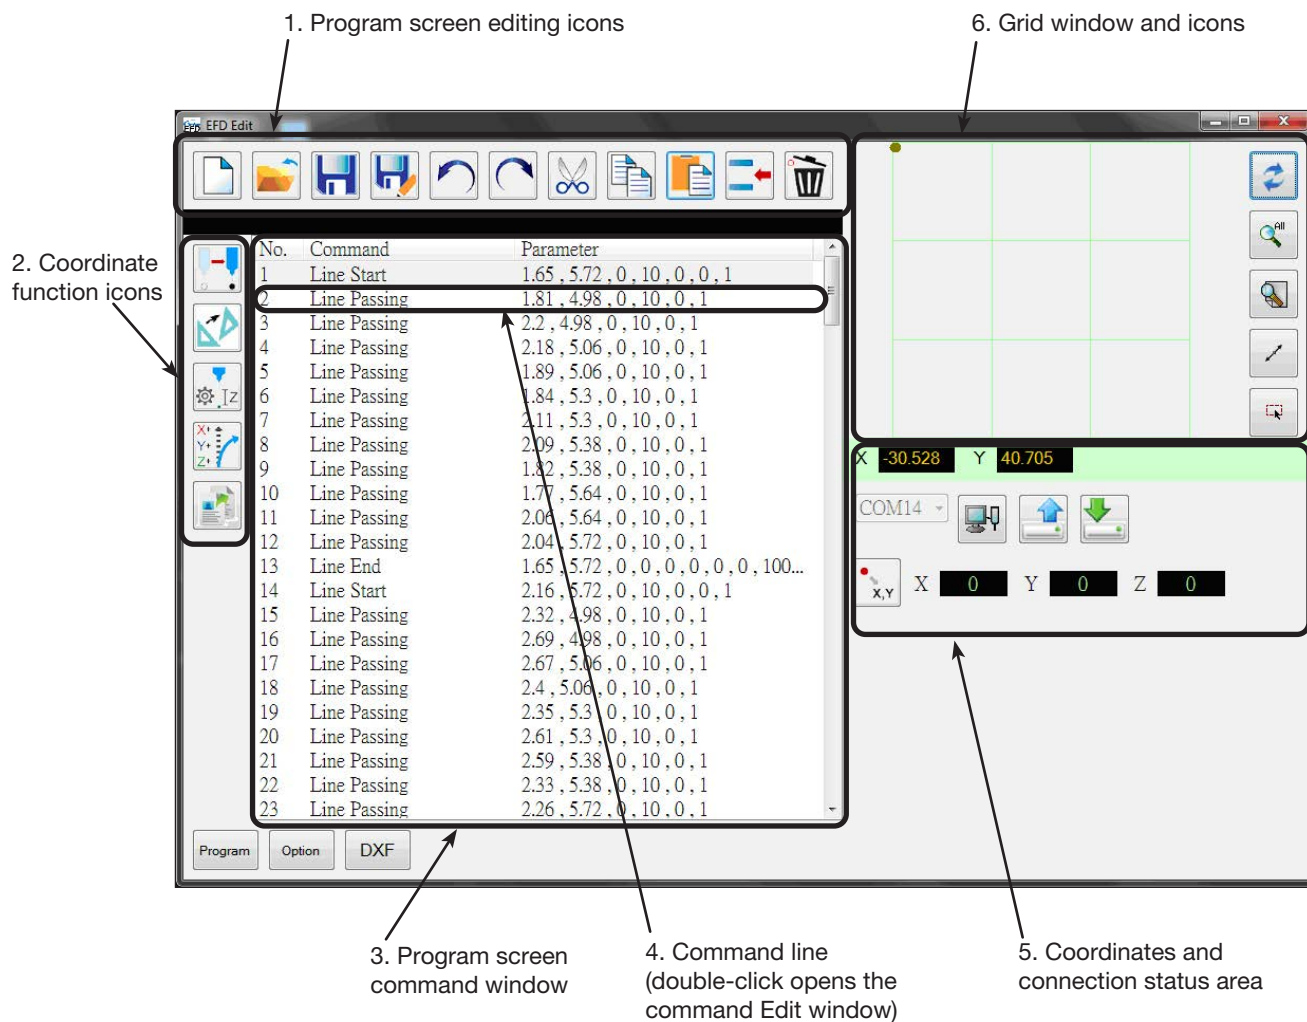 1. Program screen editing icons
6. Grid window and icons
EFD Edit
All
2. Coordinate
function icons
No. Command Parameter
1 Line Start 1.65 , 5.72 , 0 , 10 , 0 , 0 , 1
2 Line Passing 1.81 , 4.98 , 0 , 10 , 0 , 1
3 Line Passing 2.2 , 4.98 , 0 , 10 , 0 , 1
4 Line Passing 2.18 , 5.06 , 0 , 10 , 0 , 1
5 Line Passing 1.89 , 5.06 , 0 , 10 , 0 , 1
6 Line Passing 1.84 , 5.3 , 0 , 10 , 0 , 1
7 Line Passing 2.11 , 5.3 , 0 , 10 , 0 , 1
8 Line Passing 2.09 , 5.38 , 0 , 10 , 0 , 1
9 Line Passing 1.82 , 5.38 , 0 , 10 , 0 , 1
10 Line Passing 1.77 , 5.64 , 0 , 10 , 0 , 1
11 Line Passing 2.06 , 5.64 , 0 , 10 , 0 , 1
12 Line Passing 2.04 , 5.72 , 0 , 10 , 0 , 1
13 Line End 1.65 , 5.72 , 0 , 0 , 0 , 0 , 0 , 0 , 100...
14 Line Start 2.16 , 5.72 , 0 , 10 , 0 , 0 , 1
15 Line Passing 2.32 , 4.98 , 0 , 10 , 0 , 1
16 Line Passing 2.69 , 4.98 , 0 , 10 , 0 , 1
17 Line Passing 2.67 , 5.06 , 0 , 10 , 0 , 1
18 Line Passing 2.4 , 5.06 , 0 , 10 , 0 , 1
19 Line Passing 2.35 , 5.3 , 0 , 10 , 0 , 1
20 Line Passing 2.61 , 5.3 , 0 , 10 , 0 , 1
21 Line Passing 2.59 , 5.38 , 0 , 10 , 0 , 1
22 Line Passing 2.33 , 5.38 , 0 , 10 , 0 , 1
23 Line Passing 2.26 , 5.72 , 0 , 10 , 0 , 1
Z
X+
Y+
Z+
X -30.528 Y 40.705
COM14
X,Y X 0 Y 0 Z 0
Program Option DXF
3. Program screen
command window
4. Command line
(double-click opens the
command Edit window)
5. Coordinates and
connection status area